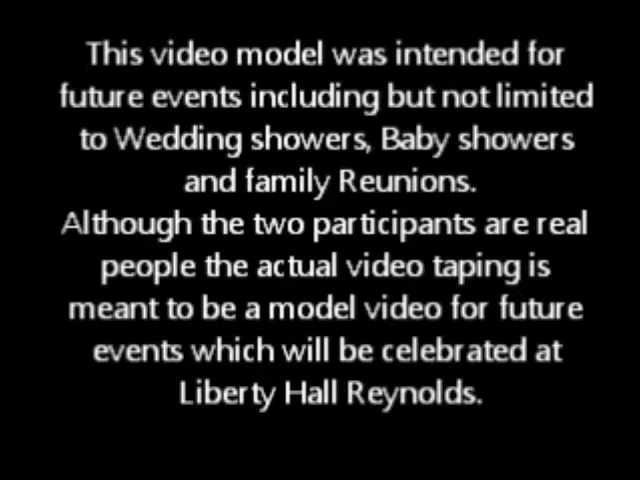 This video model was intended for
future events including but not limited
to Wedding showers, Baby showers
and family Reunions.
Although the two participants are real
people the actual video taping is
meant to be a model video for future
events which will be celebrated at
Liberty Hall Reynolds.